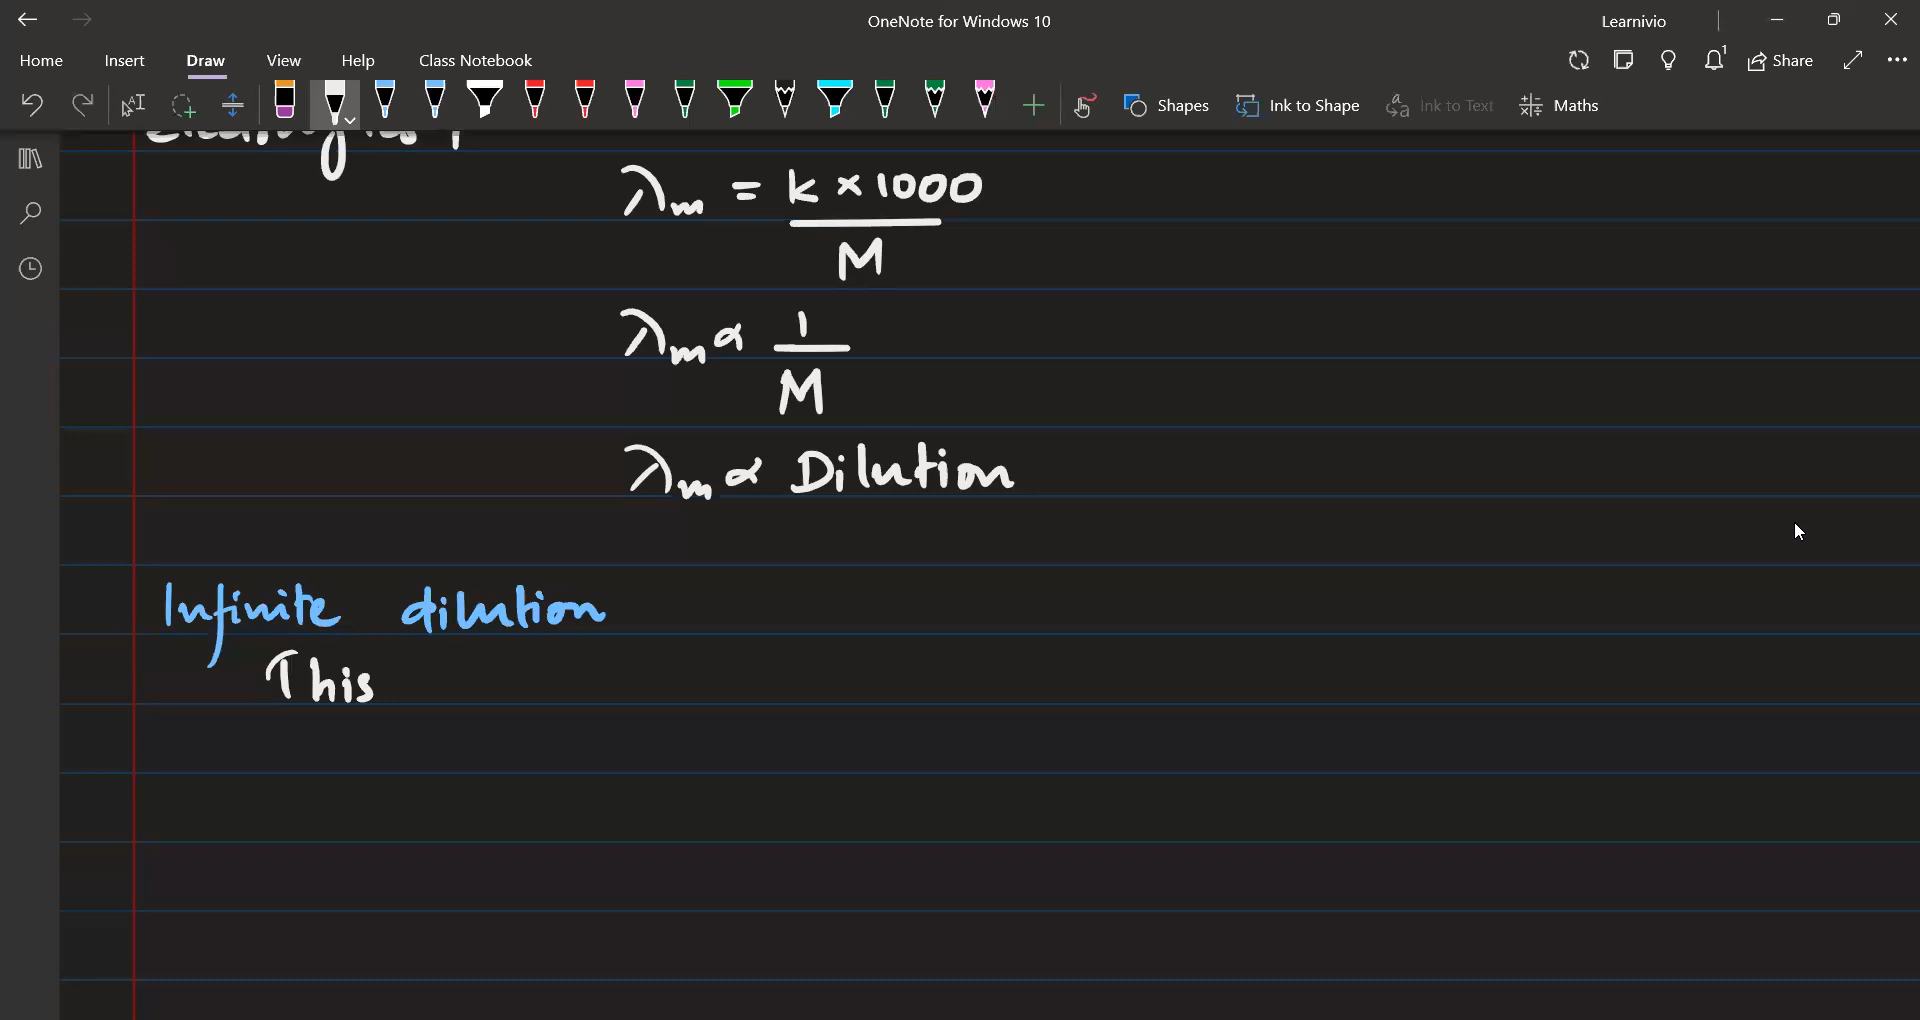 OneNote for Windows 10
Learnivo
Home Insert Draw View Help Class Notebook
Share
Shapes Ink to Shape Ink to Text Maths
λm = k × 1000
M
λm ∝ 1
M
λm ∝ Dilution
Infinite dilution
This